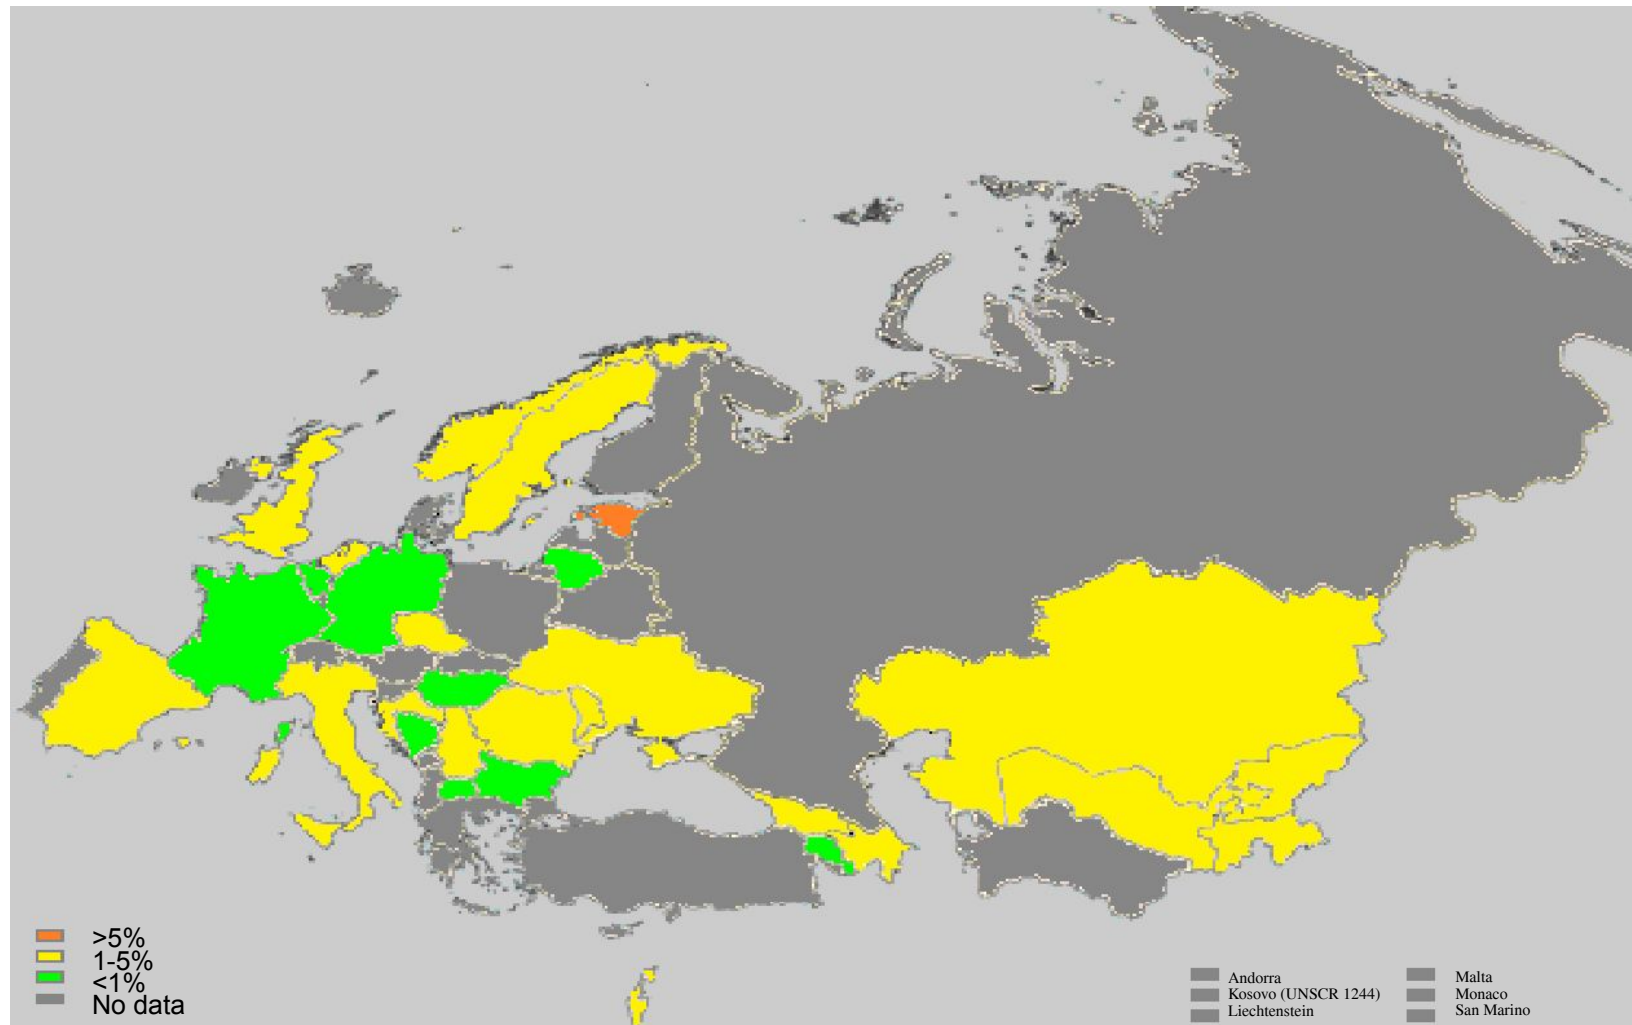 >5%
1-5%
<1%
No data
Andorra
Kosovo (UNSCR 1244)
Liechtenstein
Malta
Monaco
San Marino